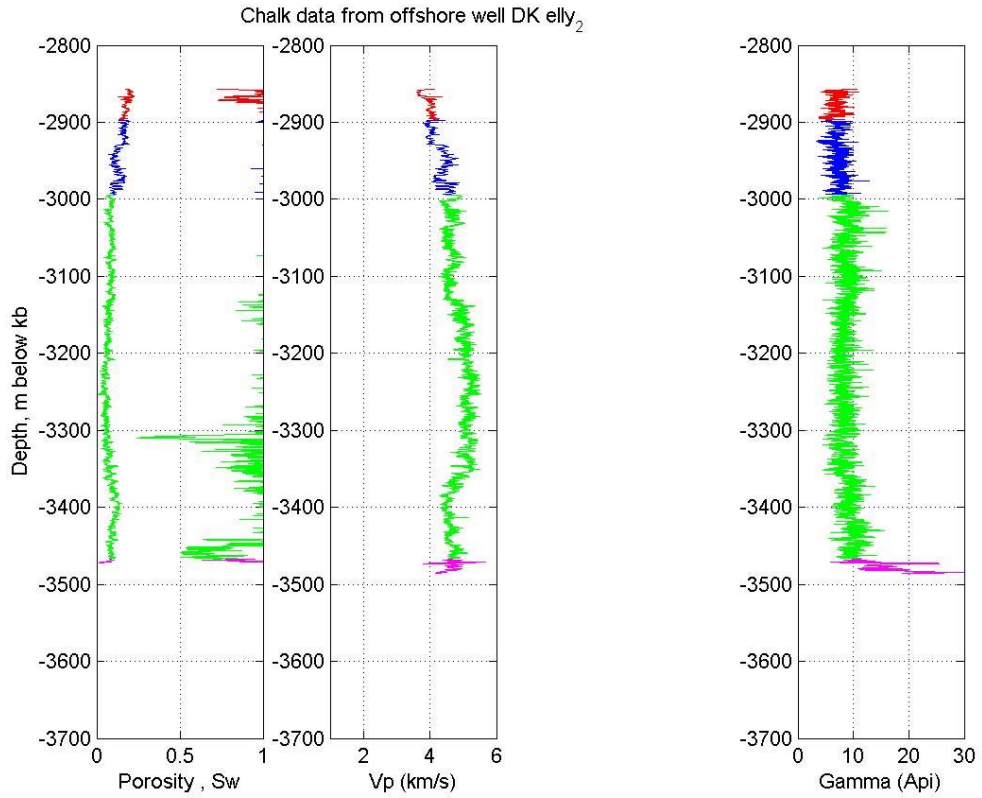 Chalk data from offshore well DK elly2
-2800 -2800 -2800
-2900 -2900 -2900
-3000 -3000 -3000
-3100 -3100 -3100
-3200 -3200 -3200
-3300 -3300 -3300
-3400 -3400 -3400
-3500 -3500 -3500
-3600 -3600 -3600
-3700 -3700 -3700
Depth, m below kb
0 0.5 1 2 4 6 0 10 20 30
Porosity , Sw Vp (km/s) Gamma (Api)